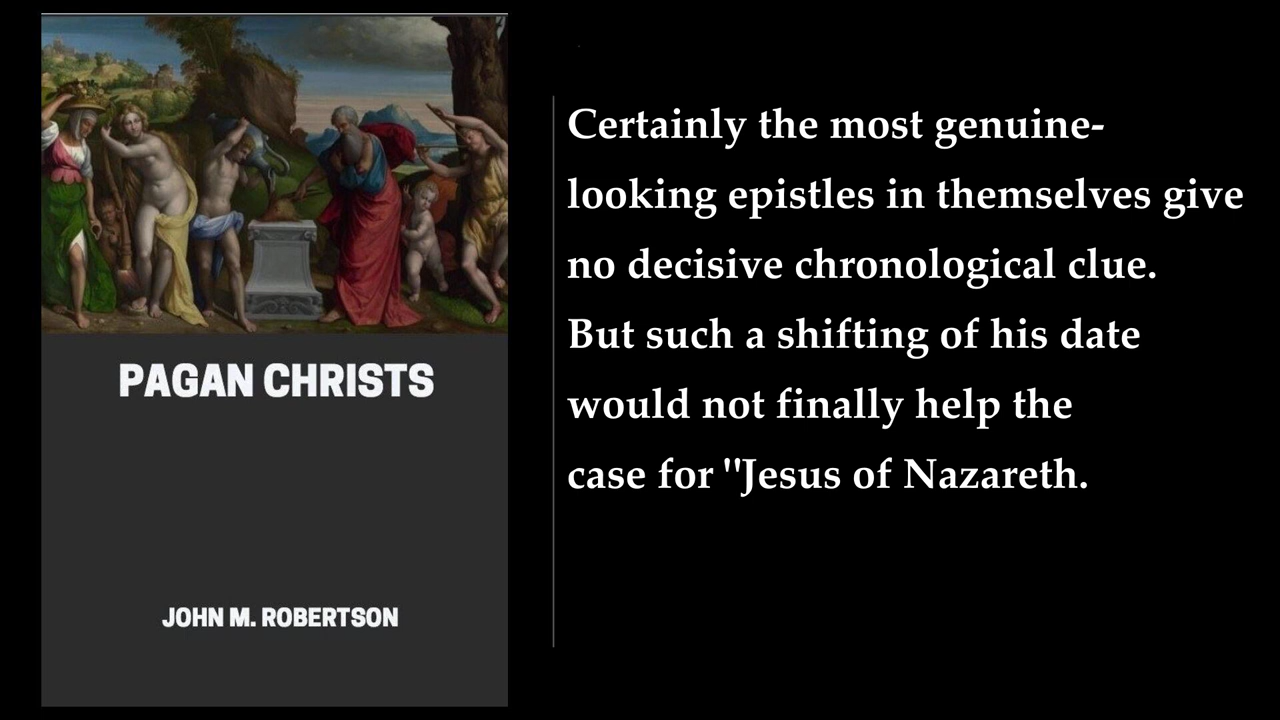 PAGAN CHRISTS
JOHN M. ROBERTSON
Certainly the most genuine-
looking epistles in themselves give
no decisive chronological clue.
But such a shifting of his date
would not finally help the
case for "Jesus of Nazareth.